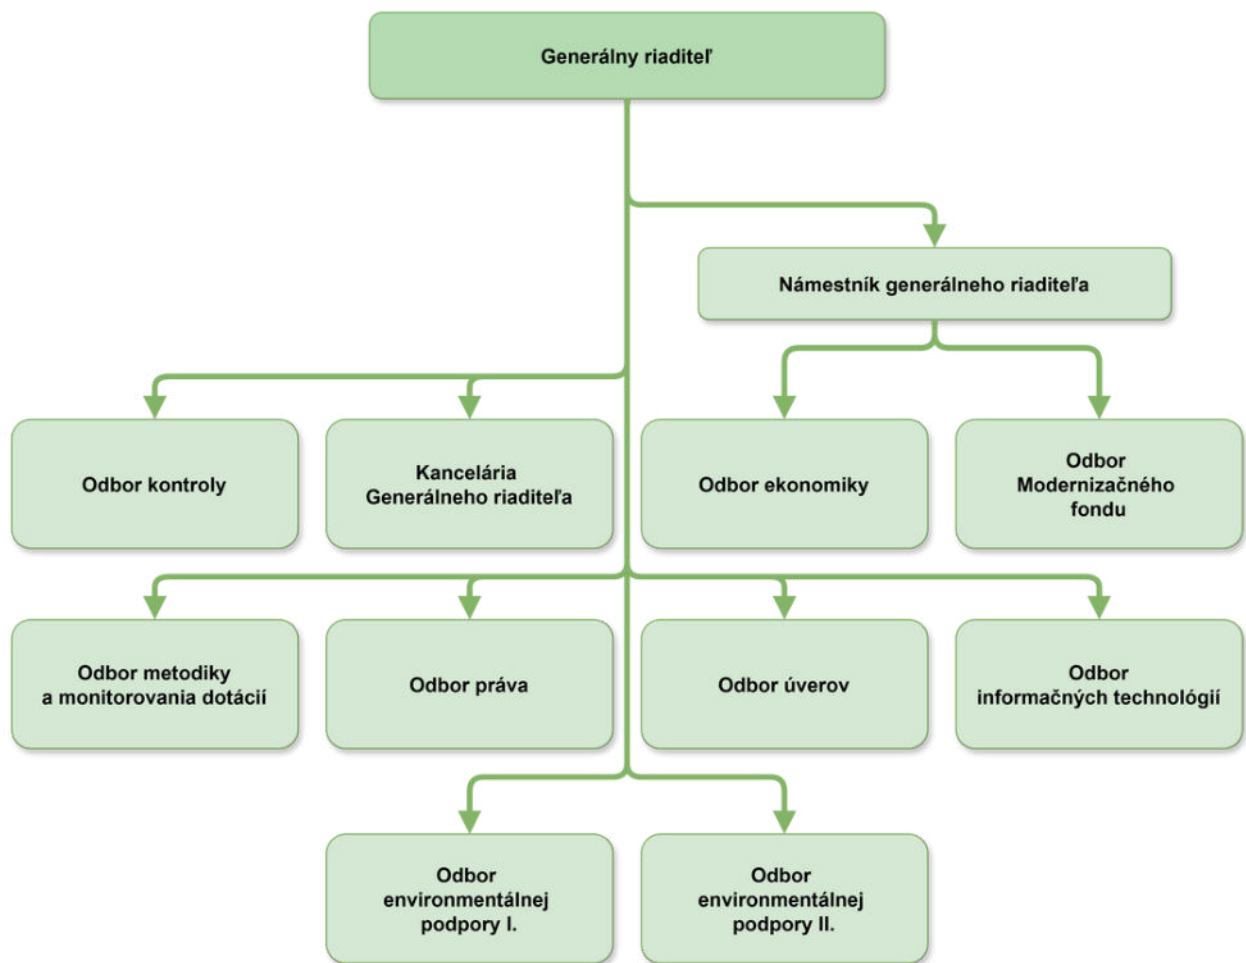 Generálny riaditeľ
Námestník generálneho riaditeľa
Odbor kontroly
Kancelária
Generálneho riaditeľa
Odbor ekonomiky
Odbor
Modernizačného
fondu
Odbor metodiky
a monitorovania dotácií
Odbor práva
Odbor úverov
Odbor
informačných technológií
Odbor
environmentálnej
podpory I.
Odbor
environmentálnej
podpory II.